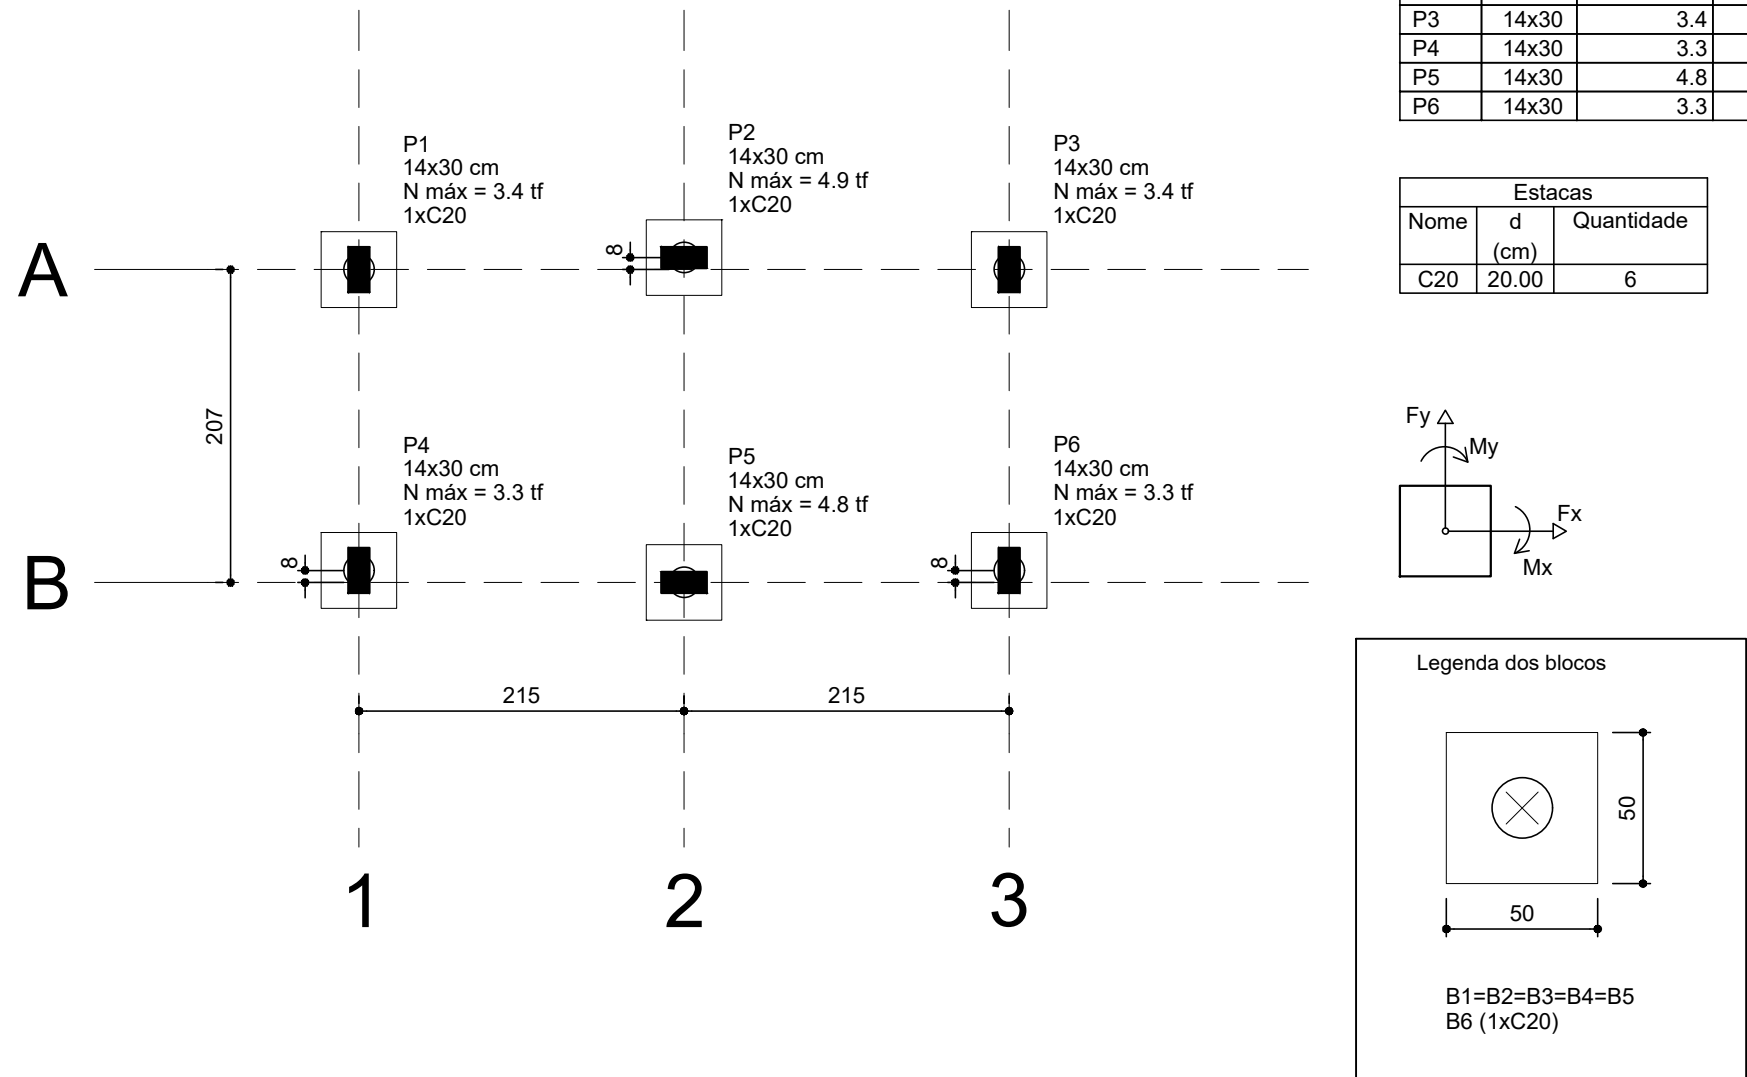 P3 14x30 3.4
P4 14x30 3.3
P5 14x30 4.8
P6 14x30 3.3
P1
14x30 cm
N máx = 3.4 tf
1xC20
P2
14x30 cm
N máx = 4.9 tf
1xC20
P3
14x30 cm
N máx = 3.4 tf
1xC20
Estacas
Nome d (cm) Quantidade
C20 20.00 6
A
8
207
P4
14x30 cm
N máx = 3.3 tf
1xC20
P5
14x30 cm
N máx = 4.8 tf
1xC20
P6
14x30 cm
N máx = 3.3 tf
1xC20
B
8
8
Fy
My
Fx
Mx
215
215
1
2
3
Legenda dos blocos
50
50
B1=B2=B3=B4=B5
B6 (1xC20)